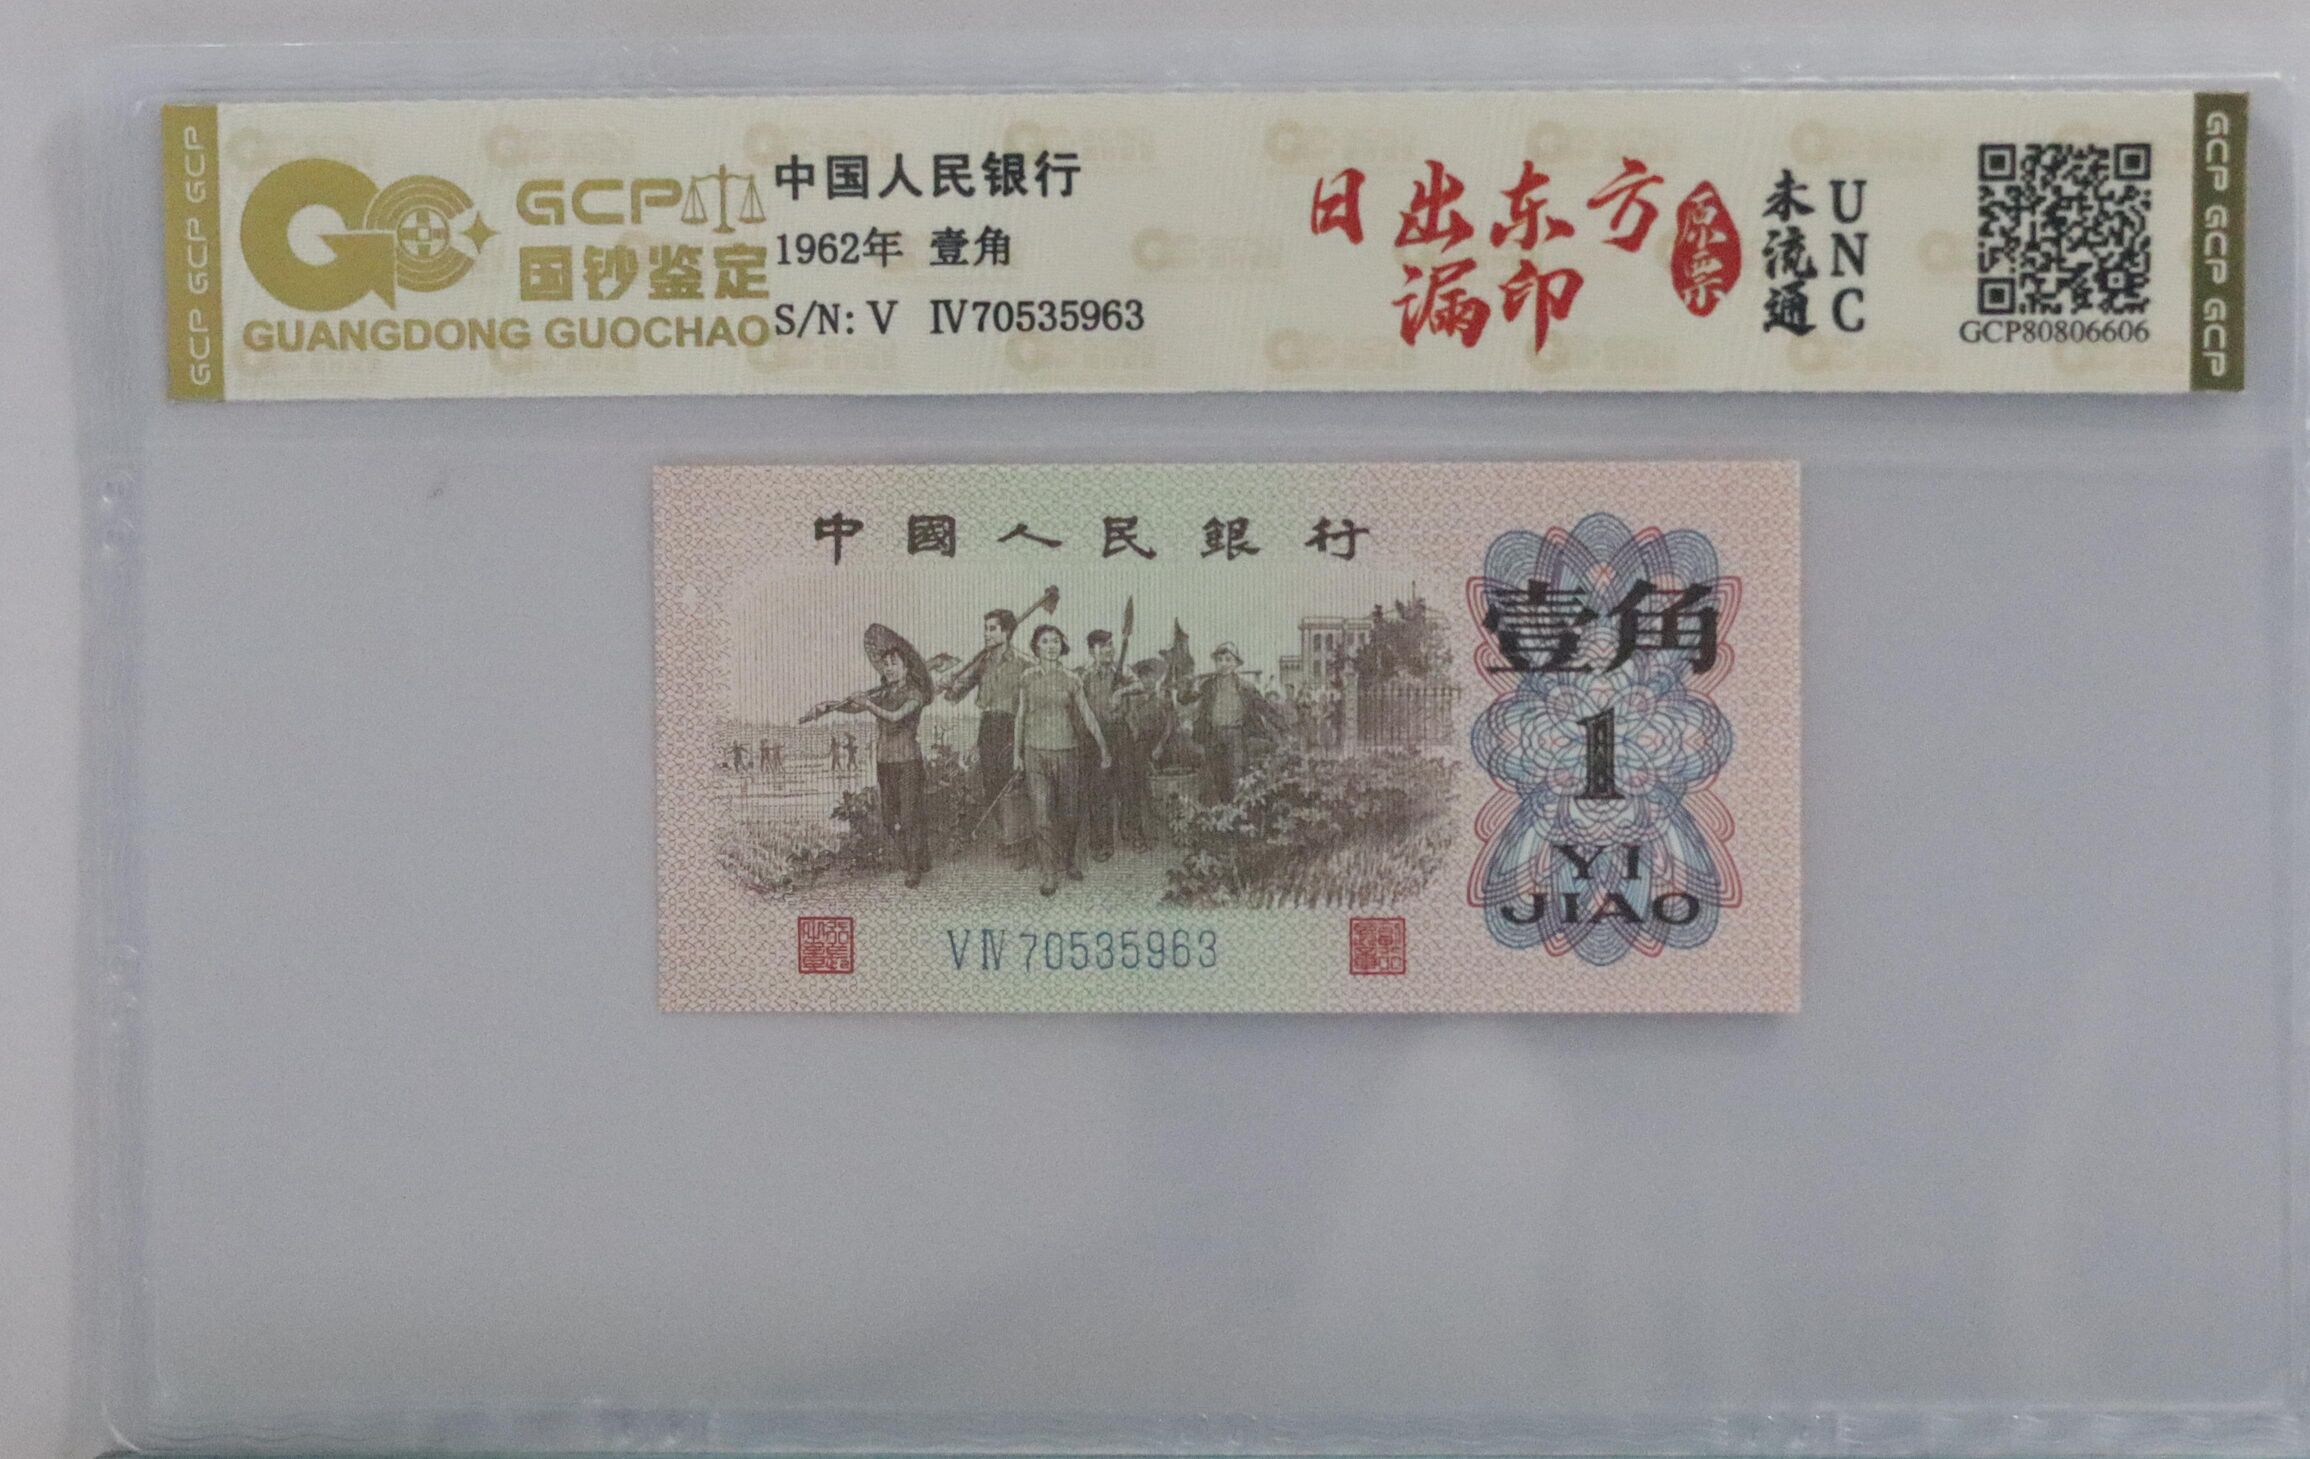 GCP GCP GCP
GCP
国钞鉴定
GUANGDONG GUOCHAO
中国人民银行
1962年 壹角
S/N: V Ⅳ70535963
日出东方
漏印
原票
未流通
UNC
GCP80806606
GCP GCP GCP
中國人民銀行
壹角
1
YI
JIAO
V Ⅳ 70535963